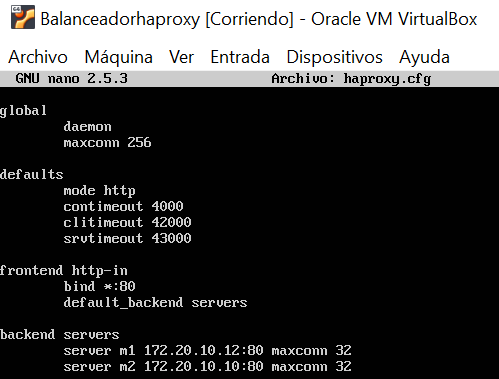 Balanceadorhaproxy [Corriendo] - Oracle VM VirtualBox
Archivo Máquina Ver Entrada Dispositivos Ayuda
GNU nano 2.5.3 Archivo: haproxy.cfg
global
daemon
maxconn 256
defaults
mode http
contimeout 4000
clitimeout 42000
srvtimeout 43000
frontend http-in
bind *:80
default_backend servers
backend servers
server m1 172.20.10.12:80 maxconn 32
server m2 172.20.10.10:80 maxconn 32